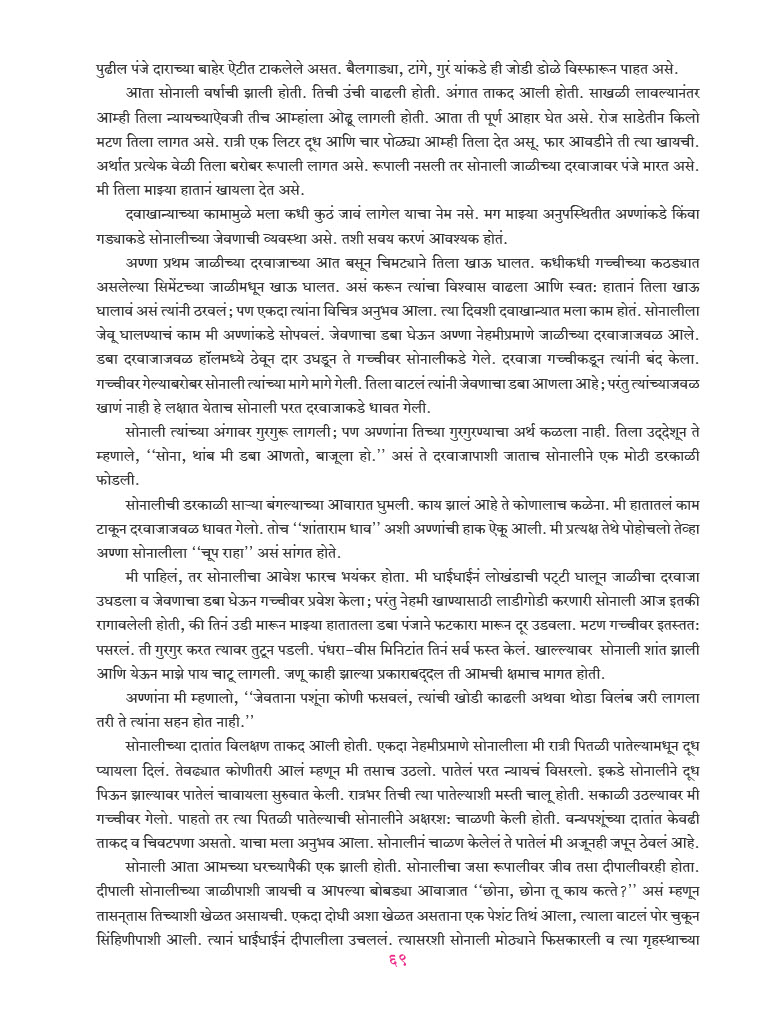 पुढील पंजे दाराच्या बाहेर ऐटीत टाकलेले असत. बैलगाड्या, टांगे, गुरं यांकडे ही जोडी डोळे विस्फारून पाहत असे.
आता सोनाली वर्षाची झाली होती. तिची उंची वाढली होती. अंगात ताकद आली होती. साखळी लावल्यानंतर
आम्ही तिला न्यायच्याऐवजी तीच आम्हांला ओढू लागली होती. आता ती पूर्ण आहार घेत असे. रोज साडेतीन किलो
मटण तिला लागत असे. रात्री एक लिटर दूध आणि चार पोळ्या आम्ही तिला देत असू. फार आवडीने ती त्या खायची.
अर्थात प्रत्येक वेळी तिला बरोबर रूपाली लागत असे. रूपाली नसली तर सोनाली जाळीच्या दरवाजावर पंजे मारत असे.
मी तिला माझ्या हातानं खायला देत असे.
दवाखान्याच्या कामामुळे मला कधी कुठं जावं लागेल याचा नेम नसे. मग माझ्या अनुपस्थितीत अण्णांकडे किंवा
गड्याकडे सोनालीच्या जेवणाची व्यवस्था असे. तशी सवय करणं आवश्यक होतं.
अण्णा प्रथम जाळीच्या दरवाजाच्या आत बसून चिमट्याने तिला खाऊ घालत. कधीकधी गच्चीच्या कठड्यात
असलेल्या सिमेंटच्या जाळीमधून खाऊ घालत. असं करून त्यांचा विश्वास वाढला आणि स्वत: हातानं तिला खाऊ
घालावं असं त्यांनी ठरवलं; पण एकदा त्यांना विचित्र अनुभव आला. त्या दिवशी दवाखान्यात मला काम होतं. सोनालीला
जेवू घालण्याचं काम मी अण्णांकडे सोपवलं. जेवणाचा डबा घेऊन अण्णा नेहमीप्रमाणे जाळीच्या दरवाजाजवळ आले.
डबा दरवाजाजवळ हॉलमध्ये ठेवून दार उघडून ते गच्चीवर सोनालीकडे गेले. दरवाजा गच्चीकडून त्यांनी बंद केला.
गच्चीवर गेल्याबरोबर सोनाली त्यांच्या मागे मागे गेली. तिला वाटलं त्यांनी जेवणाचा डबा आणला आहे; परंतु त्यांच्याजवळ
खाणं नाही हे लक्षात येताच सोनाली परत दरवाजाकडे धावत गेली.
सोनाली त्यांच्या अंगावर गुरगुरू लागली; पण अण्णांना तिच्या गुरगुरण्याचा अर्थ कळला नाही. तिला उद्देशून ते
म्हणाले, ‘‘सोना, थांब मी डबा आणतो, बाजूला हो.’’ असं ते दरवाजापाशी जाताच सोनालीने एक मोठी डरकाळी
फोडली.
सोनालीची डरकाळी साऱ्या बंगल्याच्या आवारात घुमली. काय झालं आहे ते कोणालाच कळेना. मी हातातलं काम
टाकून दरवाजाजवळ धावत गेलो. तोच ‘‘शांताराम धाव’’ अशी अण्णांची हाक ऐकू आली. मी प्रत्यक्ष तेथे पोहोचलो तेव्हा
अण्णा सोनालीला ‘‘चूप राहा’’ असं सांगत होते.
मी पाहिलं, तर सोनालीचा आवेश फारच भयंकर होता. मी घाईघाईनं लोखंडाची पट्टी घालून जाळीचा दरवाजा
उघडला व जेवणाचा डबा घेऊन गच्चीवर प्रवेश केला; परंतु नेहमी खाण्यासाठी लाडीगोडी करणारी सोनाली आज इतकी
रागावलेली होती, की तिनं उडी मारून माझ्या हातातला डबा पंजाने फटकारा मारून दूर उडवला. मटण गच्चीवर इतस्तत:
पसरलं. ती गुरगुर करत त्यावर तुटून पडली. पंधरा-वीस मिनिटांत तिनं सर्व फस्त केलं. खाल्ल्यावर सोनाली शांत झाली
आणि येऊन माझे पाय चाटू लागली. जणू काही झाल्या प्रकाराबद्दल ती आमची क्षमाच मागत होती.
अण्णांना मी म्हणालो, ‘‘जेवताना पशूंना कोणी फसवलं, त्यांची खोडी काढली अथवा थोडा विलंब जरी लागला
तरी ते त्यांना सहन होत नाही.’’
सोनालीच्या दातांत विलक्षण ताकद आली होती. एकदा नेहमीप्रमाणे सोनालीला मी रात्री पितळी पातेल्यामधून दूध
प्यायला दिलं. तेवढ्यात कोणीतरी आलं म्हणून मी तसाच उठलो. पातेलं परत न्यायचं विसरलो. इकडे सोनालीने दूध
पिऊन झाल्यावर पातेलं चावायला सुरुवात केली. रात्रभर तिची त्या पातेल्याशी मस्ती चालू होती. सकाळी उठल्यावर मी
गच्चीवर गेलो. पाहतो तर त्या पितळी पातेल्याची सोनालीने अक्षरश: चाळणी केली होती. वन्यपशूंच्या दातांत केवढी
ताकद व चिवटपणा असतो. याचा मला अनुभव आला. सोनालीनं चाळण केलेलं ते पातेलं मी अजूनही जपून ठेवलं आहे.
सोनाली आता आमच्या घरच्यापैकी एक झाली होती. सोनालीचा जसा रूपालीवर जीव तसा दीपालीवरही होता.
दीपाली सोनालीच्या जाळीपाशी जायची व आपल्या बोबड्या आवाजात ‘‘छोना, छोना तू काय कत्ते?’’ असं म्हणून
तासन्‌तास तिच्याशी खेळत असायची. एकदा दोघी अशा खेळत असताना एक पेशंट तिथं आला, त्याला वाटलं पोर चुकून
सिंहिणीपाशी आली. त्यानं घाईघाईनं दीपालीला उचललं. त्यासरशी सोनाली मोठ्याने फिसकारली व त्या गृहस्थाच्या
६९